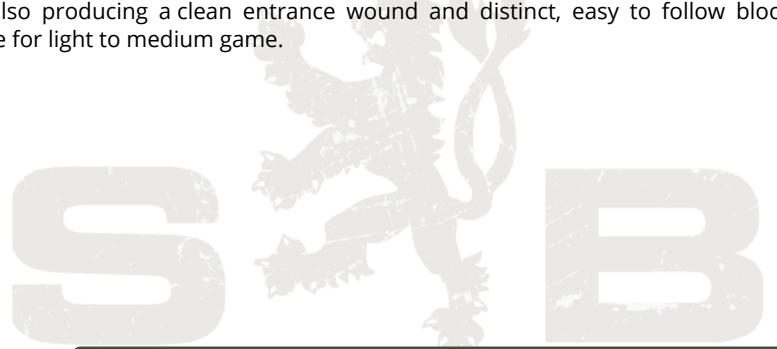 lso producing a clean entrance wound and distinct, easy to follow bloo
e for light to medium game.
S B